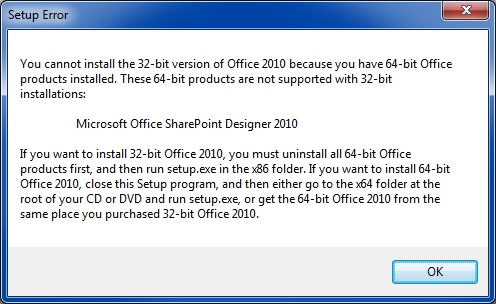 Setup Error
You cannot install the 32-bit version of Office 2010 because you have 64-bit Office
products installed. These 64-bit products are not supported with 32-bit
installations:
Microsoft Office SharePoint Designer 2010
If you want to install 32-bit Office 2010, you must uninstall all 64-bit Office
products first, and then run setup.exe in the x86 folder. If you want to install 64-bit
Office 2010, close this Setup program, and then either go to the x64 folder at the
root of your CD or DVD and run setup.exe, or get the 64-bit Office 2010 from the
same place you purchased 32-bit Office 2010.
OK